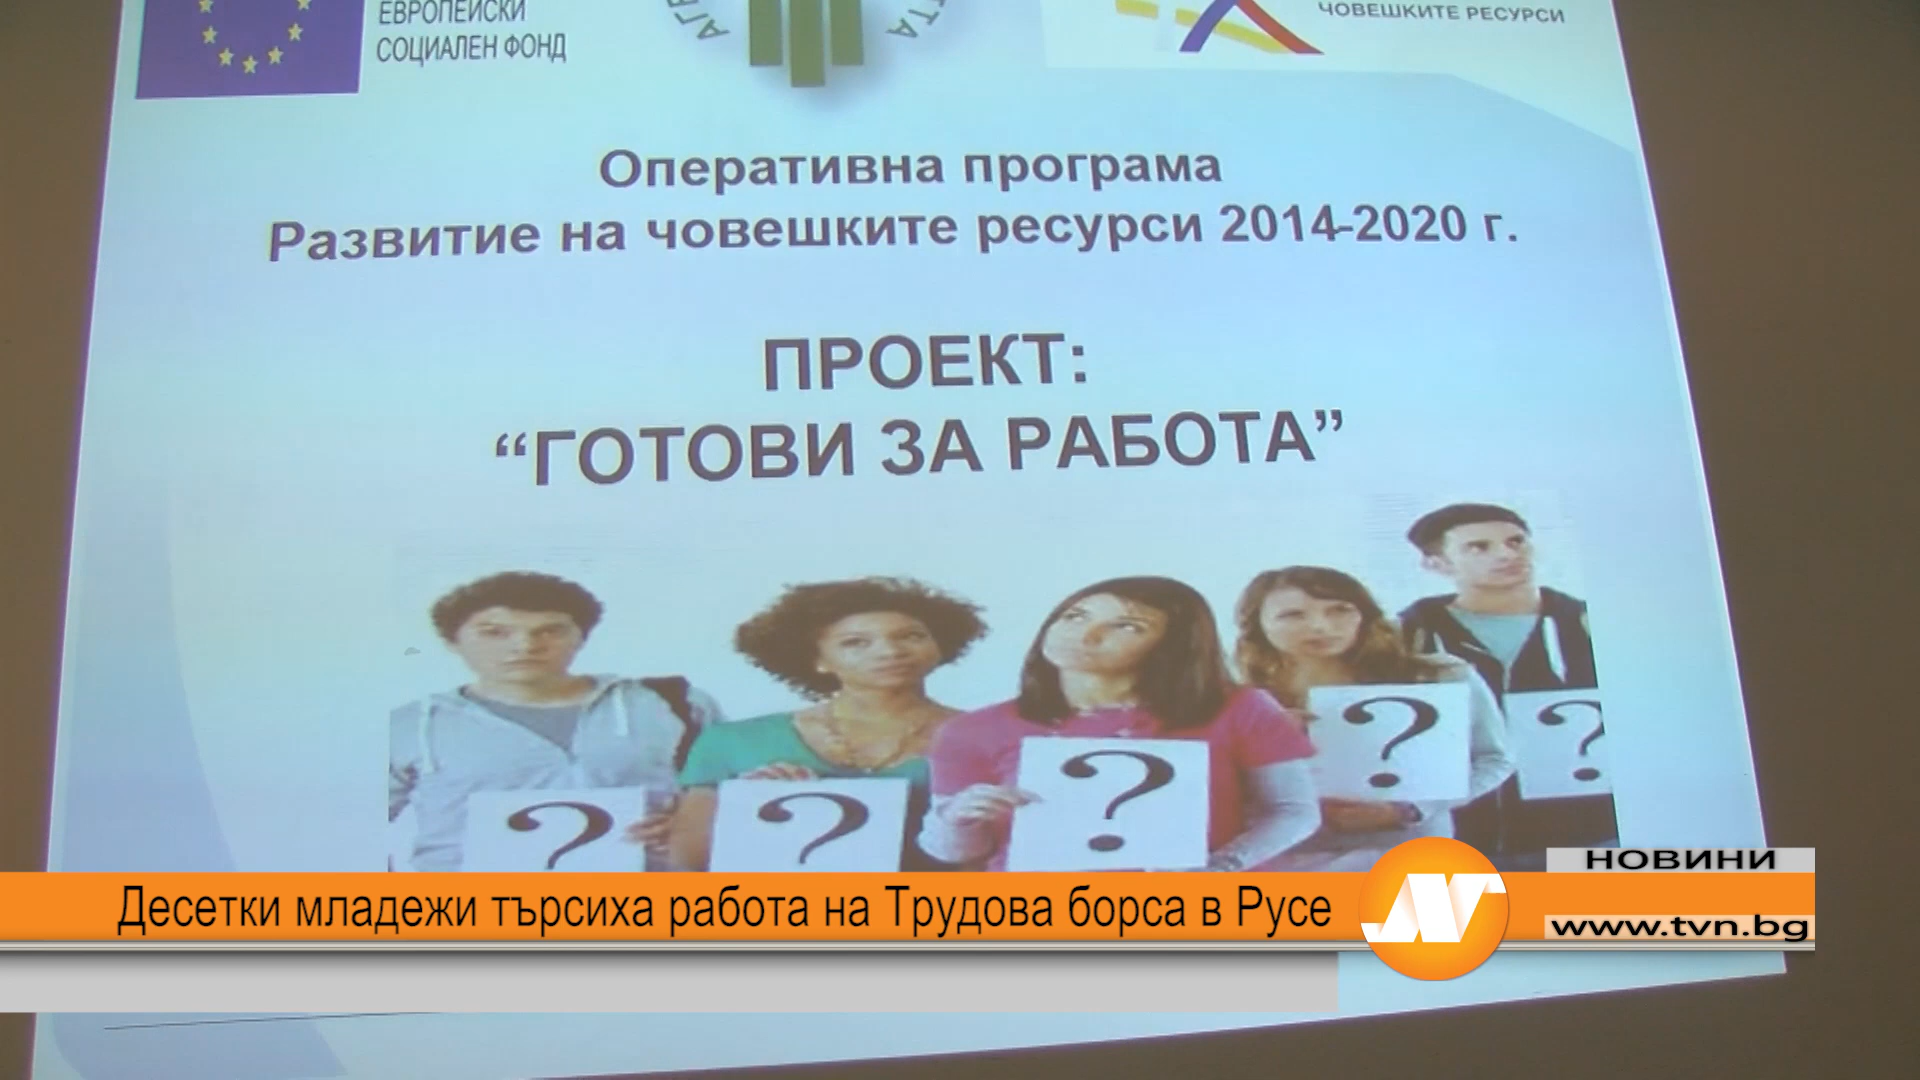 ЕВРОПЕЙСКИ
СОЦИАЛЕН ФОНД
ЧОВЕШКИТЕ РЕСУРСИ
Оперативна програма
Развитие на човешките ресурси 2014-2020 г.
ПРОЕКТ:
“ГОТОВИ ЗА РАБОТА”
? ? ? ? ?
Десетки младежи търсиха работа на Трудова борса в Русе
НОВИНИ
www.tvn.bg